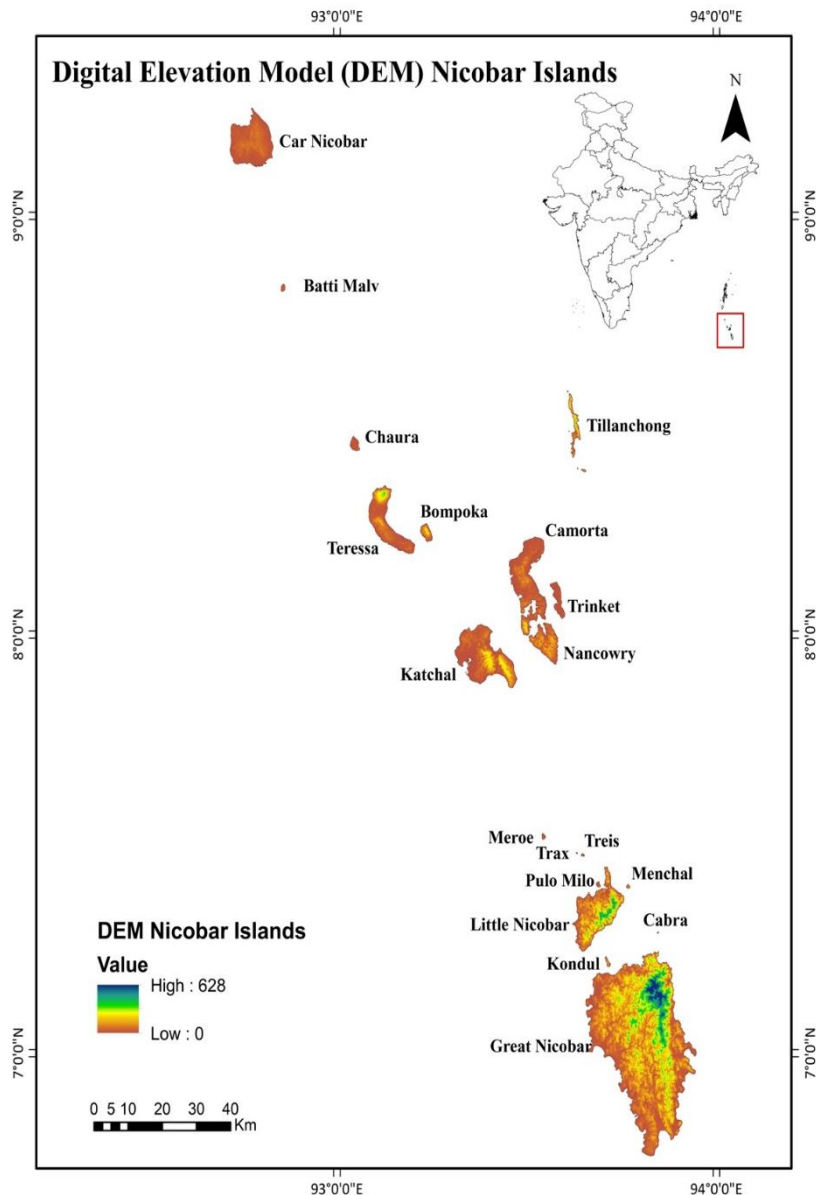 93°0'0"E
94°0'0"E
Digital Elevation Model (DEM) Nicobar Islands
N
Car Nicobar
9°0'0"N
9°0'0"N
Batti Malv
Tillanchong
Chaura
Bompoka
Camorta
Teressa
Trinket
8°0'0"N
8°0'0"N
Nancowry
Katchal
Meroe
Treis
Trax
Pulo Milo
Menchal
Little Nicobar
Cabra
DEM Nicobar Islands
Kondul
Value
High : 628
Low : 0
Great Nicobar
7°0'0"N
7°0'0"N
0 5 10 20 30 40
Km
93°0'0"E
94°0'0"E